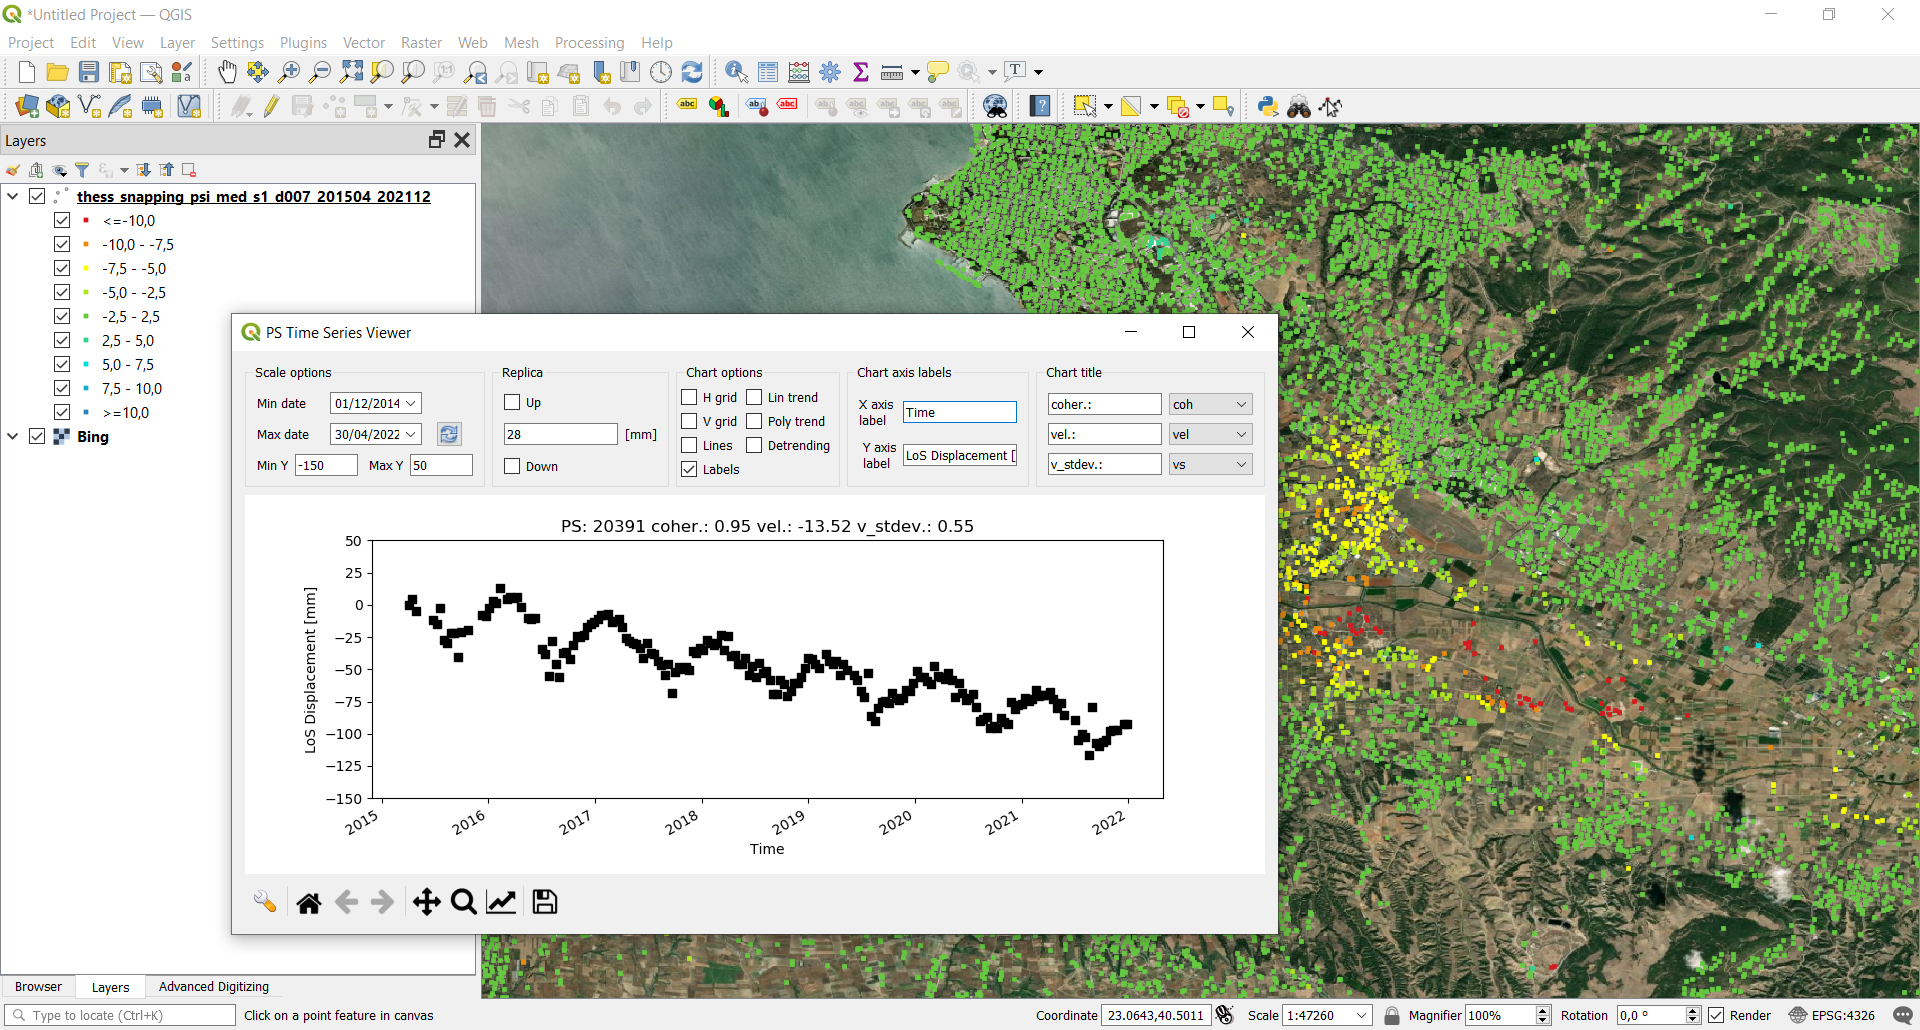 *Untitled Project — QGIS
Project Edit View Layer Settings Plugins Vector Raster Web Mesh Processing Help
Layers
thess_snapping_psi_med_s1_d007_201504_202112
<=-10,0
-10,0 - -7,5
-7,5 - -5,0
-5,0 - -2,5
-2,5 - 2,5
2,5 - 5,0
5,0 - 7,5
7,5 - 10,0
>=10,0
Bing
PS Time Series Viewer
Scale options
Min date 01/12/2014
Max date 30/04/2022
Min Y -150 Max Y 50
Replica
Up
28 [mm]
Down
Chart options
H grid Lin trend
V grid Poly trend
Lines Detrending
Labels
Chart axis labels
X axis label Time
Y axis label LoS Displacement [
Chart title
coher.: coh
vel.: vel
v_stdev.: vs
PS: 20391 coher.: 0.95 vel.: -13.52 v_stdev.: 0.55
50
25
0
−25
−50
−75
−100
−125
−150
LoS Displacement [mm]
2015 2016 2017 2018 2019 2020 2021 2022
Time
Browser Layers Advanced Digitizing
Type to locate (Ctrl+K) Click on a point feature in canvas Coordinate 23.0643,40.5011 Scale 1:47260 Magnifier 100% Rotation 0,0 ° Render EPSG:4326